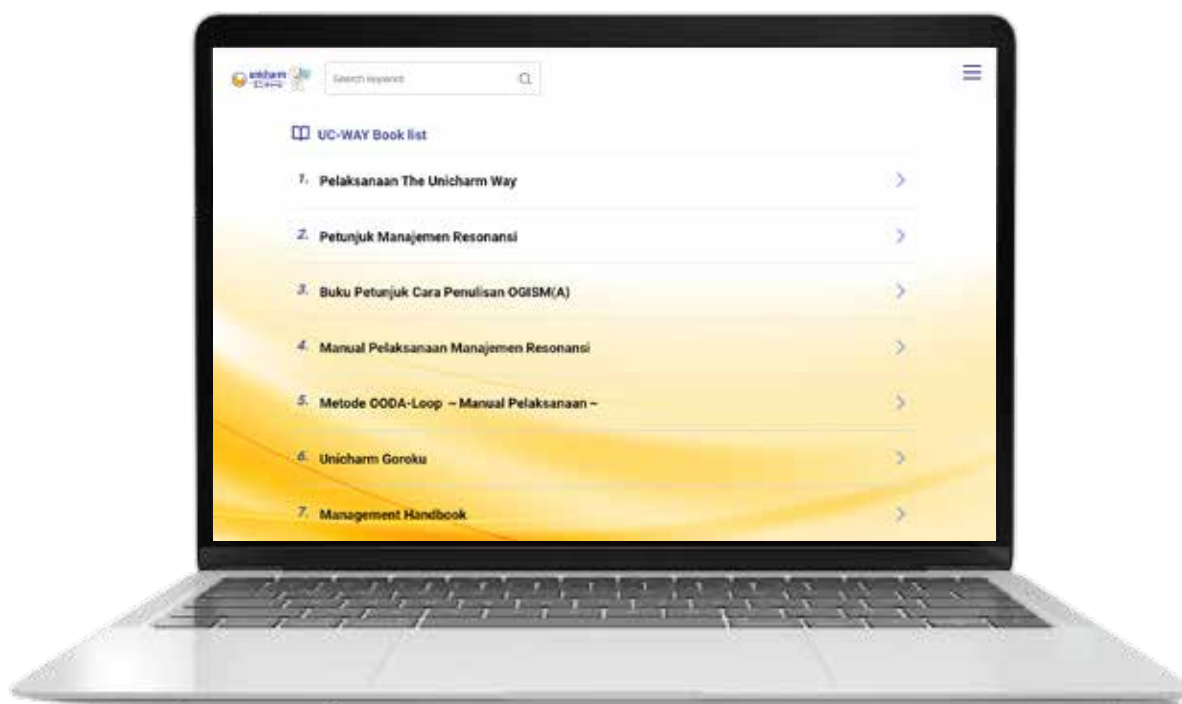 unicharm
Search keyword
UC-WAY Book list
1. Pelaksanaan The Unicharm Way
2. Petunjuk Manajemen Resonansi
3. Buku Petunjuk Cara Penulisan OGISM(A)
4. Manual Pelaksanaan Manajemen Resonansi
5. Metode OODA-Loop ~ Manual Pelaksanaan ~
6. Unicharm Goroku
7. Management Handbook